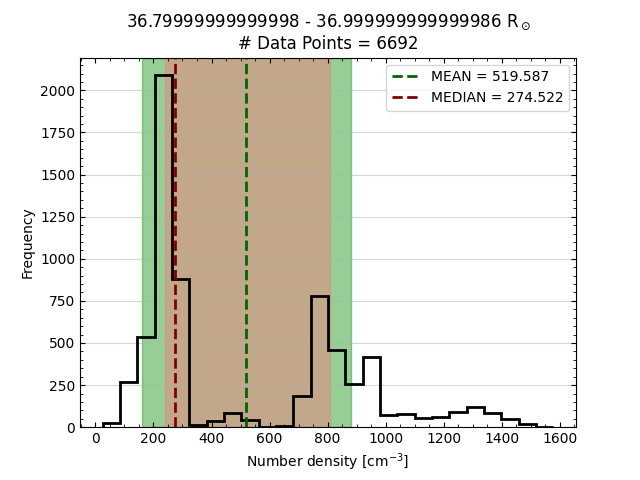 36.79999999999998 - 36.999999999999986 R⊙
# Data Points = 6692
MEAN = 519.587
MEDIAN = 274.522
Frequency
2000
1750
1500
1250
1000
750
500
250
0
0 200 400 600 800 1000 1200 1400 1600
Number density [cm⁻³]